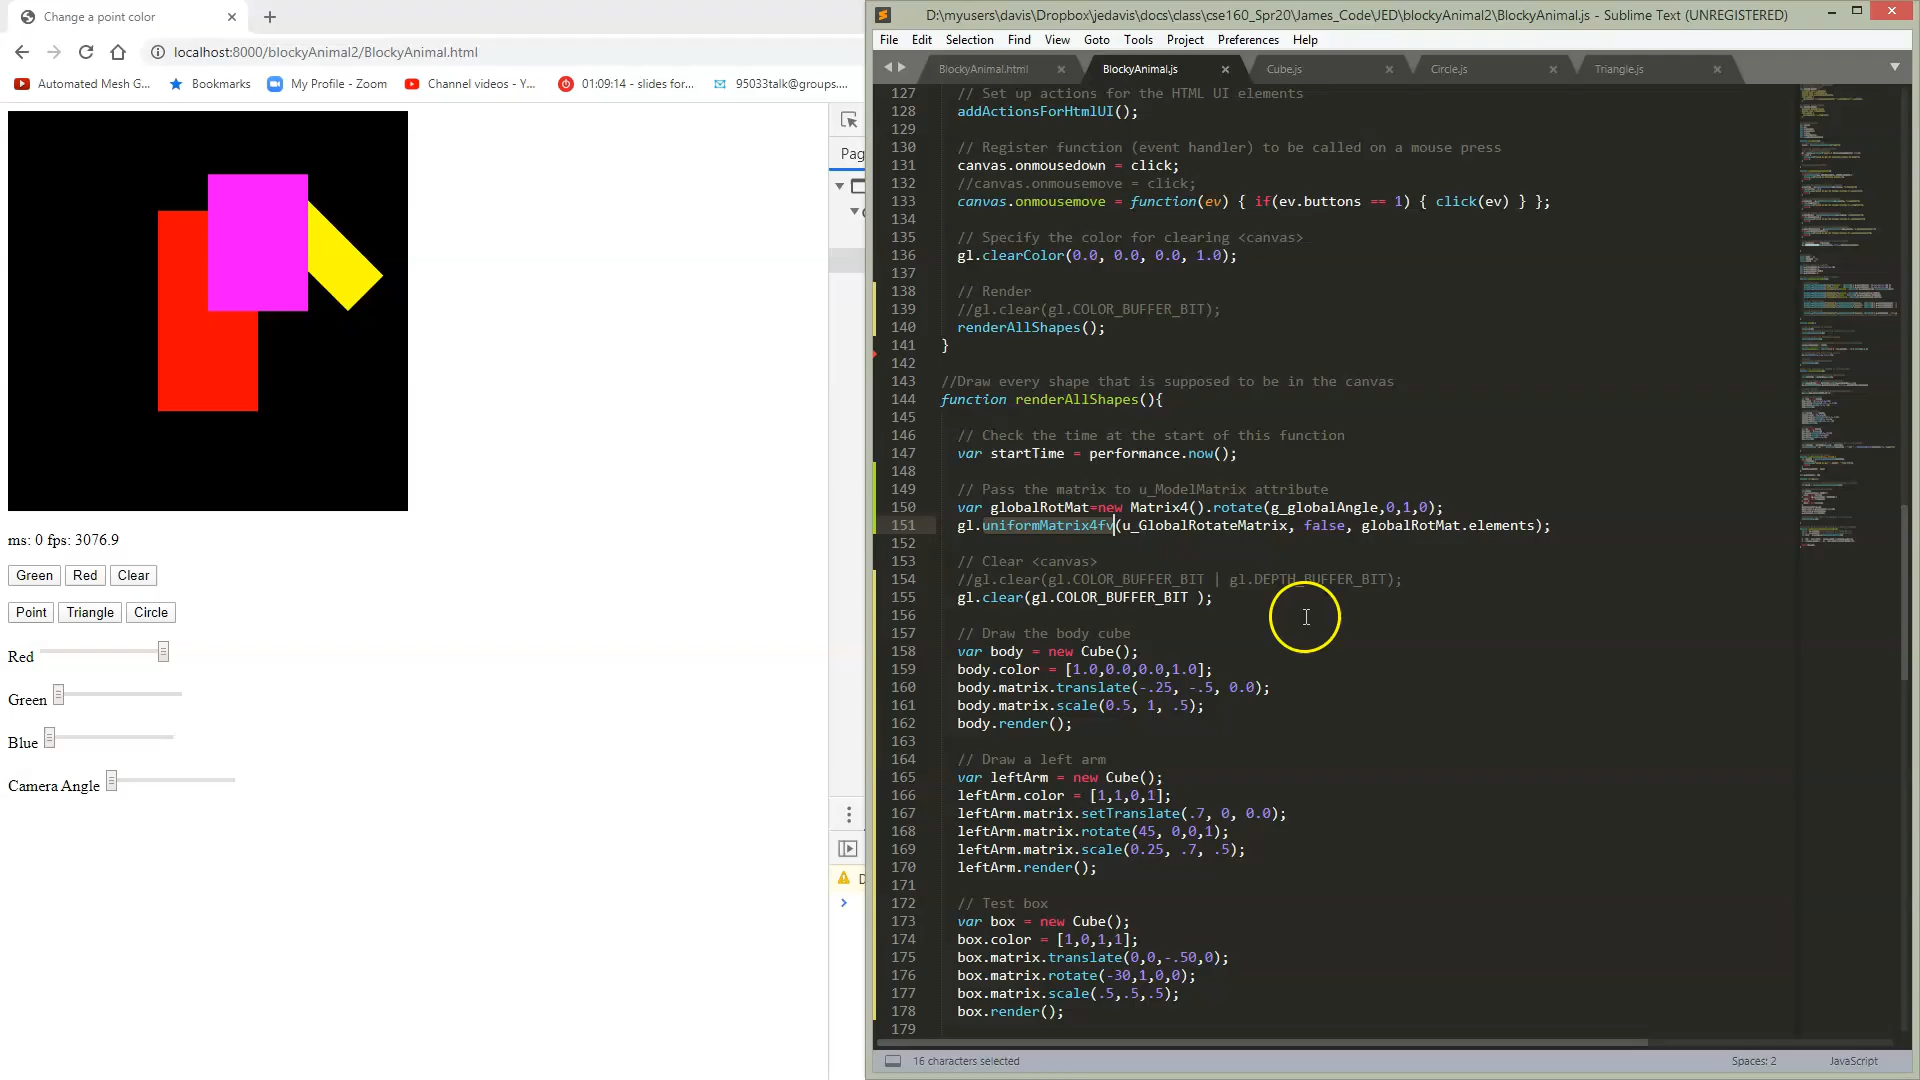 Change a point color
localhost:8000/blockyAnimal2/BlockyAnimal.html
Automated Mesh G... Bookmarks My Profile - Zoom Channel videos - Y... 01:09:14 - slides for... 95033talk@groups....
Pag
ms: 0 fps: 3076.9
Green Red Clear
Point Triangle Circle
Red
Green
Blue
Camera Angle
D:\myusers\davis\Dropbox\jedavis\docs\class\cse160_Spr20\James_Code\JED\blockyAnimal2\BlockyAnimal.js - Sublime Text (UNREGISTERED)
File Edit Selection Find View Goto Tools Project Preferences Help
BlockyAnimal.html BlockyAnimal.js Cube.js Circle.js Triangle.js
127 // Set up actions for the HTML UI elements
128 addActionsForHtmlUI();
129
130 // Register function (event handler) to be called on a mouse press
131 canvas.onmousedown = click;
132 //canvas.onmousemove = click;
133 canvas.onmousemove = function(ev) { if(ev.buttons == 1) { click(ev) } };
134
135 // Specify the color for clearing <canvas>
136 gl.clearColor(0.0, 0.0, 0.0, 1.0);
137
138 // Render
139 //gl.clear(gl.COLOR_BUFFER_BIT);
140 renderAllShapes();
141 }
142
143 //Draw every shape that is supposed to be in the canvas
144 function renderAllShapes(){
145
146 // Check the time at the start of this function
147 var startTime = performance.now();
148
149 // Pass the matrix to u_ModelMatrix attribute
150 var globalRotMat=new Matrix4().rotate(g_globalAngle,0,1,0);
151 gl.uniformMatrix4fv(u_GlobalRotateMatrix, false, globalRotMat.elements);
152
153 // Clear <canvas>
154 //gl.clear(gl.COLOR_BUFFER_BIT | gl.DEPTH_BUFFER_BIT);
155 gl.clear(gl.COLOR_BUFFER_BIT );
156
157 // Draw the body cube
158 var body = new Cube();
159 body.color = [1.0,0.0,0.0,1.0];
160 body.matrix.translate(-.25, -.5, 0.0);
161 body.matrix.scale(0.5, 1, .5);
162 body.render();
163
164 // Draw a left arm
165 var leftArm = new Cube();
166 leftArm.color = [1,1,0,1];
167 leftArm.matrix.setTranslate(.7, 0, 0.0);
168 leftArm.matrix.rotate(45, 0,0,1);
169 leftArm.matrix.scale(0.25, .7, .5);
170 leftArm.render();
171
172 // Test box
173 var box = new Cube();
174 box.color = [1,0,1,1];
175 box.matrix.translate(0,0,-.50,0);
176 box.matrix.rotate(-30,1,0,0);
177 box.matrix.scale(.5,.5,.5);
178 box.render();
179
16 characters selected Spaces: 2 JavaScript